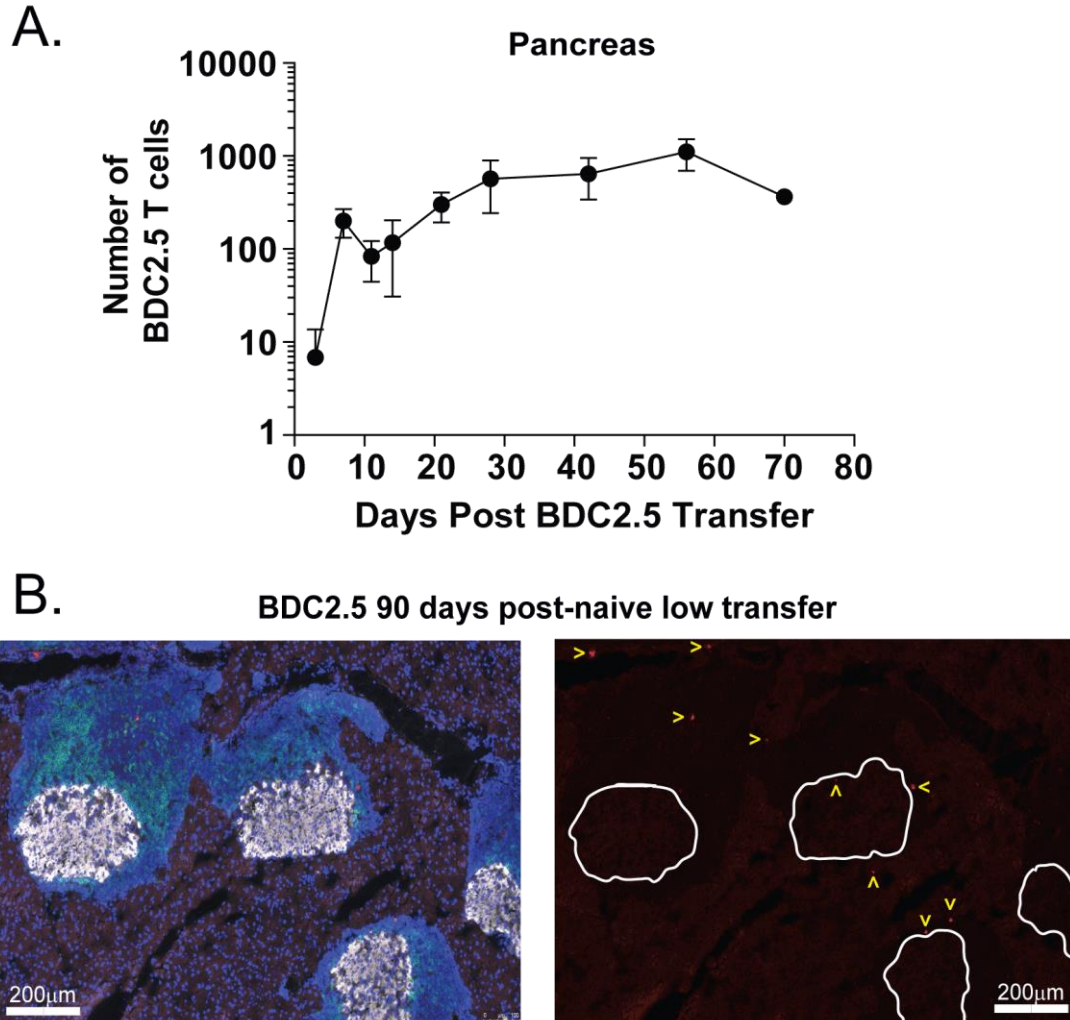 A.
Pancreas
Number of
BDC2.5 T cells
10000
1000
100
10
1
0 10 20 30 40 50 60 70 80
Days Post BDC2.5 Transfer
B.
BDC2.5 90 days post-naive low transfer
200μm
200μm